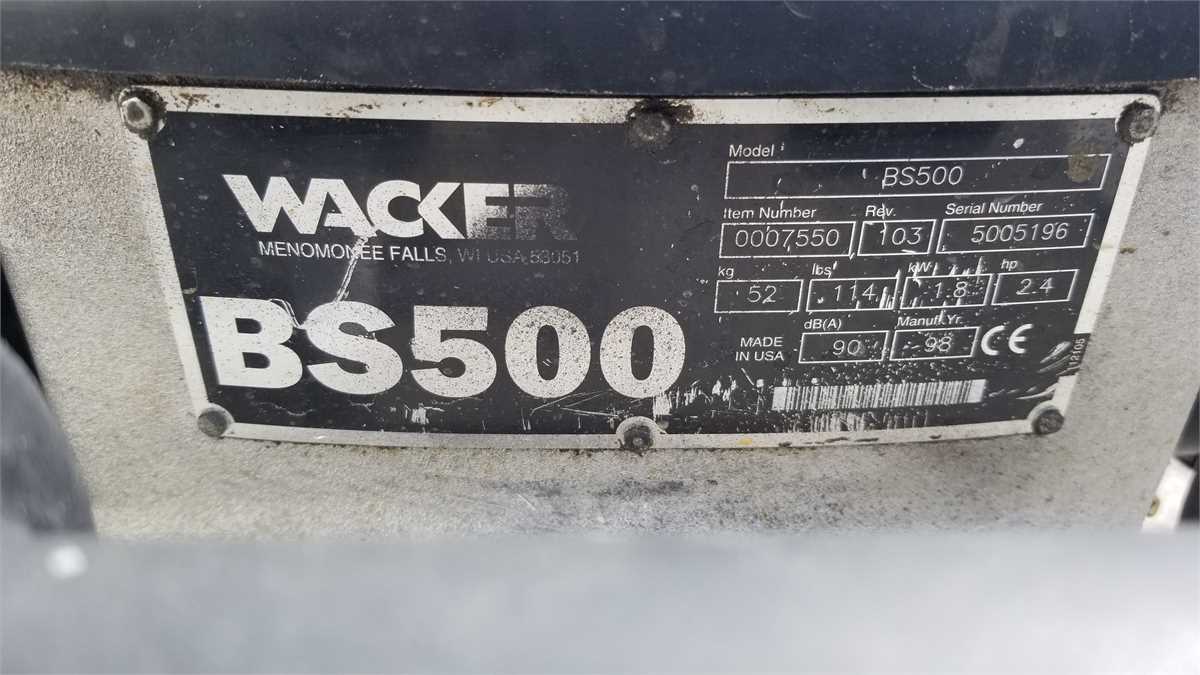 WACKER
MENOMONEE FALLS, WI USA 53051
BS500
Model
BS500
Item Number Rev. Serial Number
0007550 103 5005196
kg lbs kW hp
52 114 1.8 2.4
dB(A) Manuf.Yr.
MADE IN USA 90 98 CE
12105